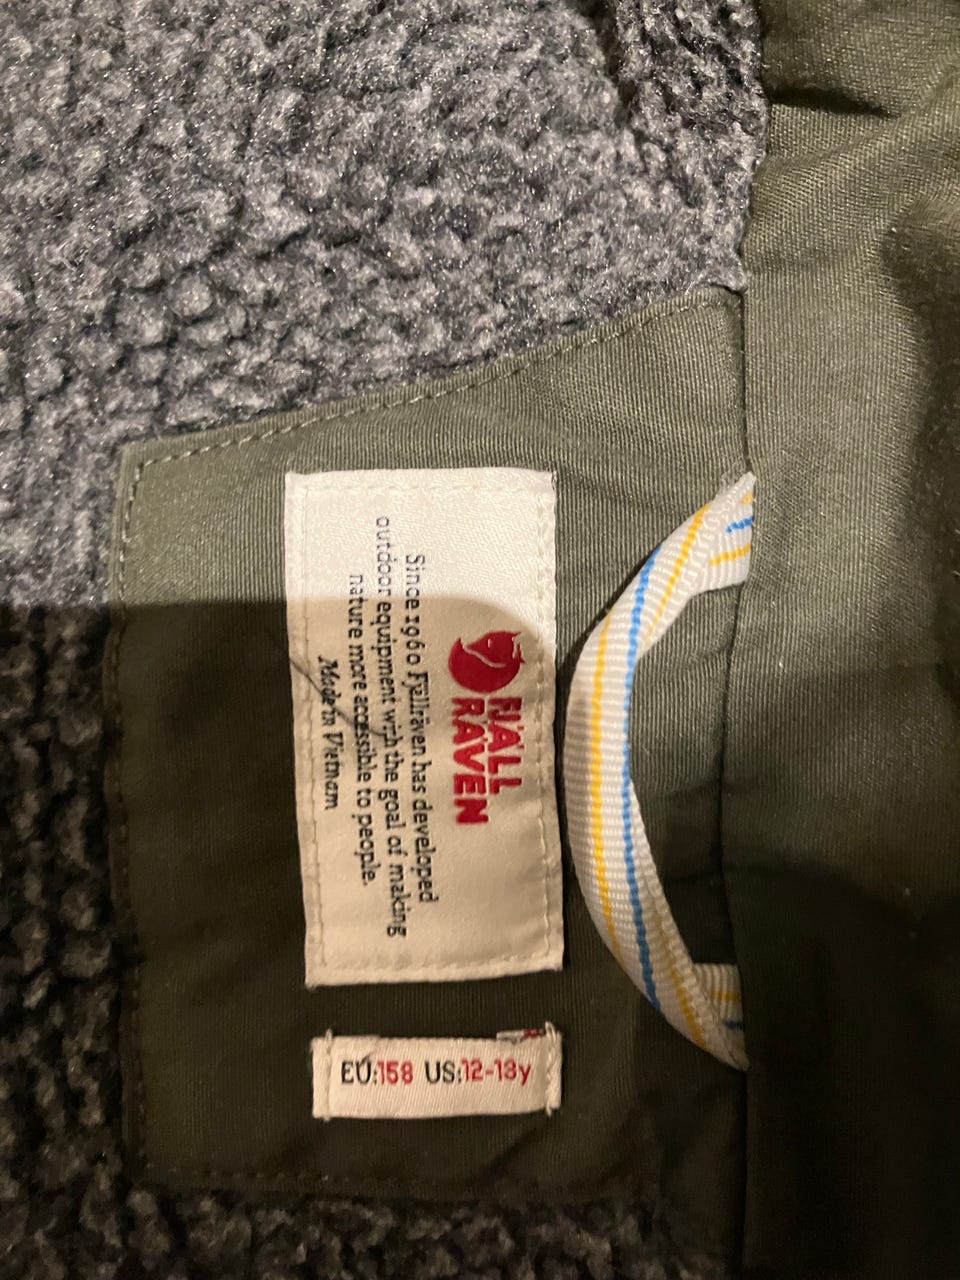 FJÄLL
RÄVEN
Since 1960 Fjällräven has developed
outdoor equipment with the goal of making
nature more accessible to people.
Made in Vietnam
EU:158 US:12-13y